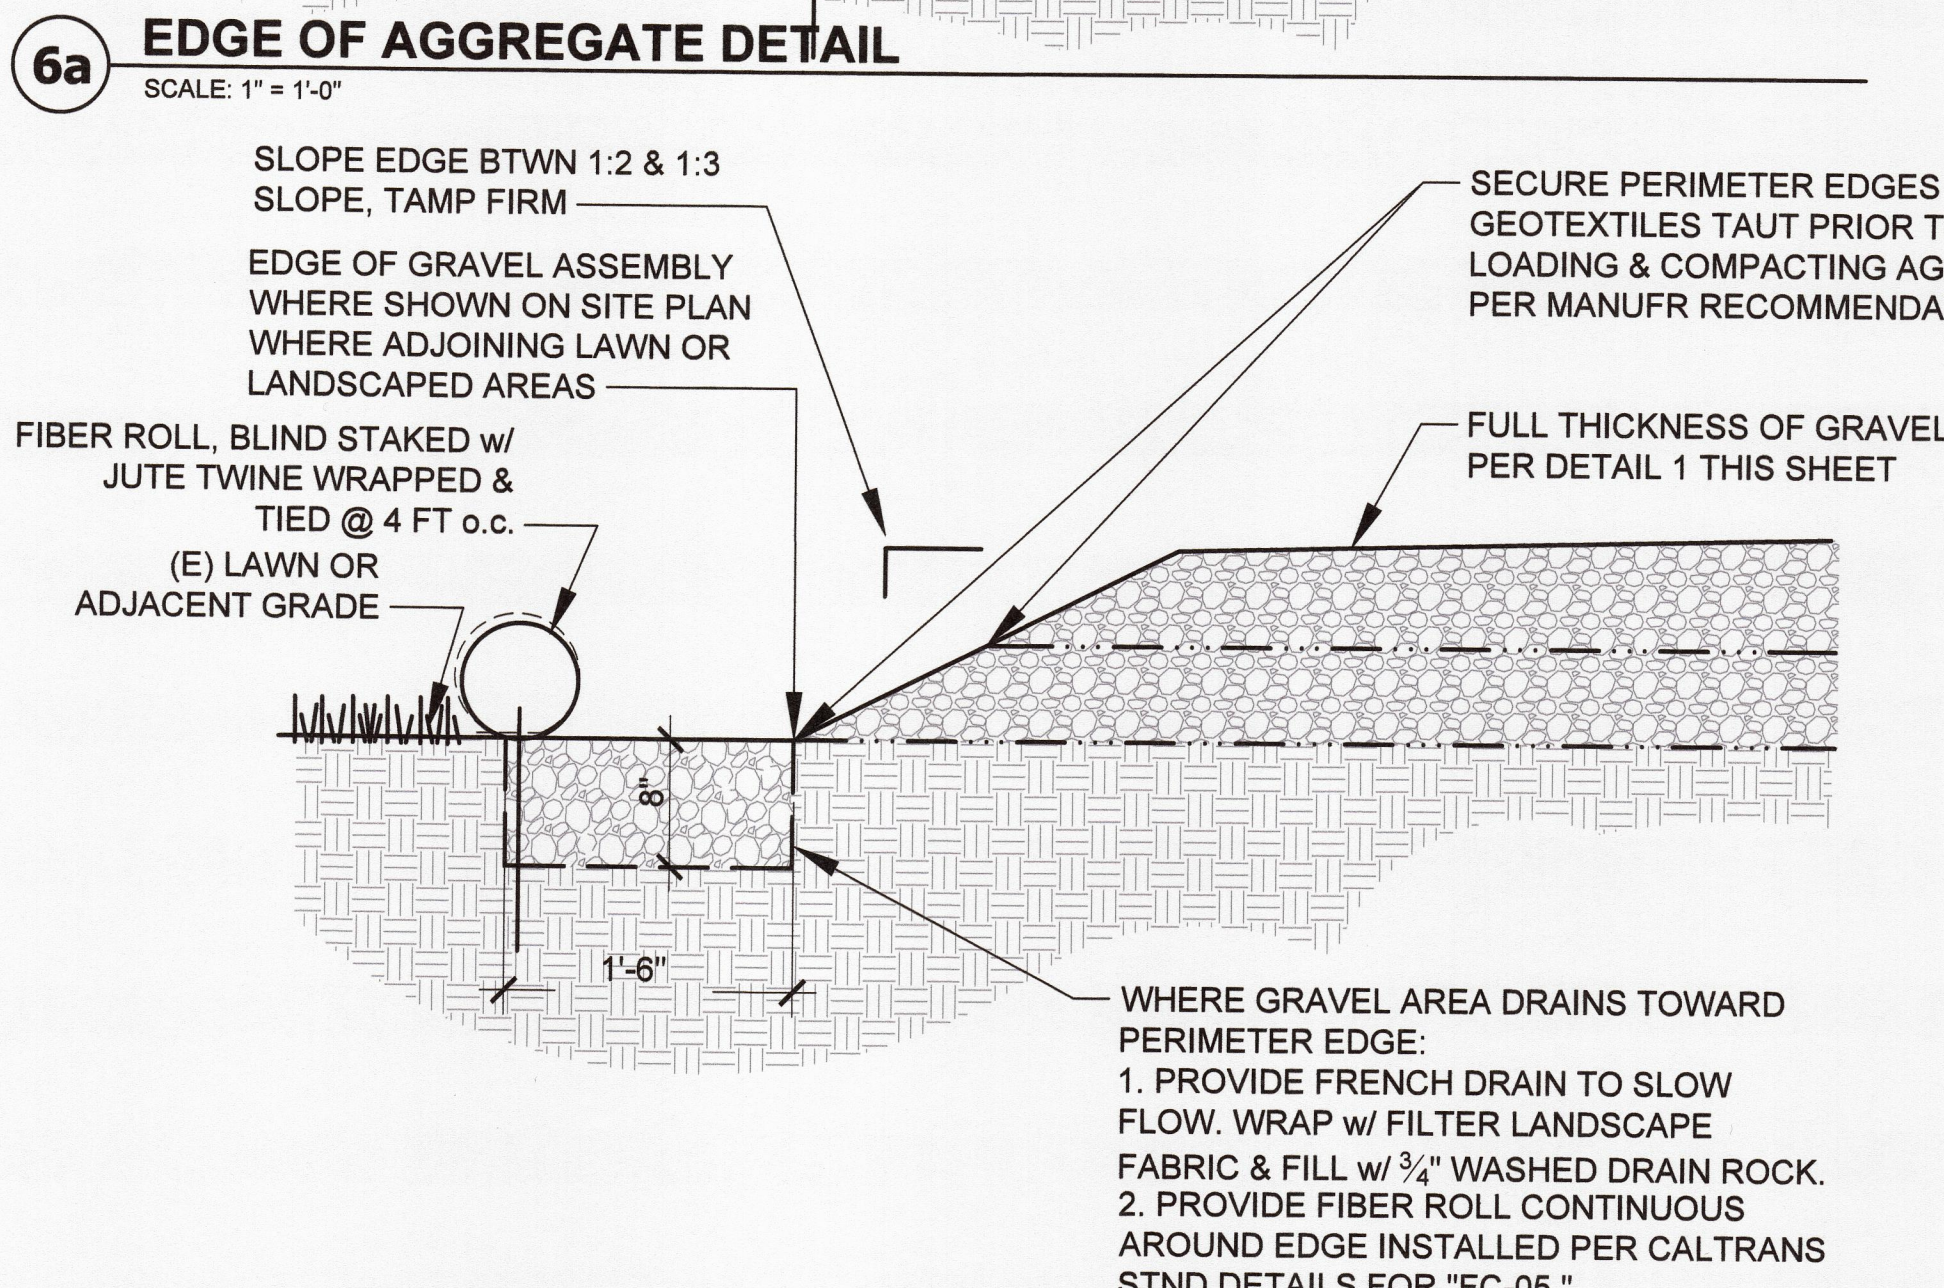 6a
EDGE OF AGGREGATE DETAIL
SCALE: 1" = 1'-0"
SLOPE EDGE BTWN 1:2 & 1:3
SLOPE, TAMP FIRM
EDGE OF GRAVEL ASSEMBLY
WHERE SHOWN ON SITE PLAN
WHERE ADJOINING LAWN OR
LANDSCAPED AREAS
FIBER ROLL, BLIND STAKED w/
JUTE TWINE WRAPPED &
TIED @ 4 FT o.c.
(E) LAWN OR
ADJACENT GRADE
SECURE PERIMETER EDGES
GEOTEXTILES TAUT PRIOR
LOADING & COMPACTING
PER MANUFR
FULL THICKNESS OF GRAVEL
PER DETAIL 1 THIS SHEET
8"
1'-6"
WHERE GRAVEL AREA DRAINS TOWARD
PERIMETER EDGE:
1. PROVIDE FRENCH DRAIN TO SLOW
FLOW. WRAP w/ FILTER LANDSCAPE
FABRIC & FILL w/ ¾" WASHED DRAIN ROCK.
2. PROVIDE FIBER ROLL CONTINUOUS
AROUND EDGE INSTALLED PER CALTRANS
STND DETAILS FOR